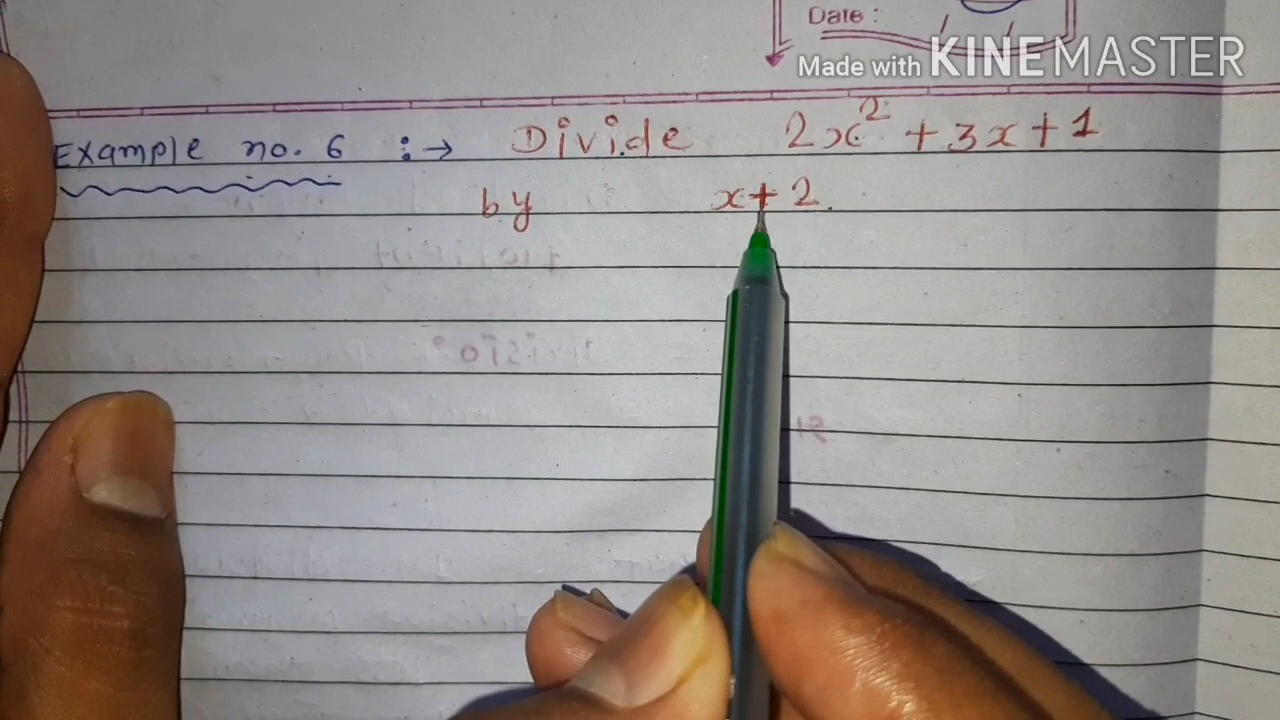 Date :
Made with KINEMASTER
Example no. 6 :→ Divide 2x² + 3x + 1
by x + 2.